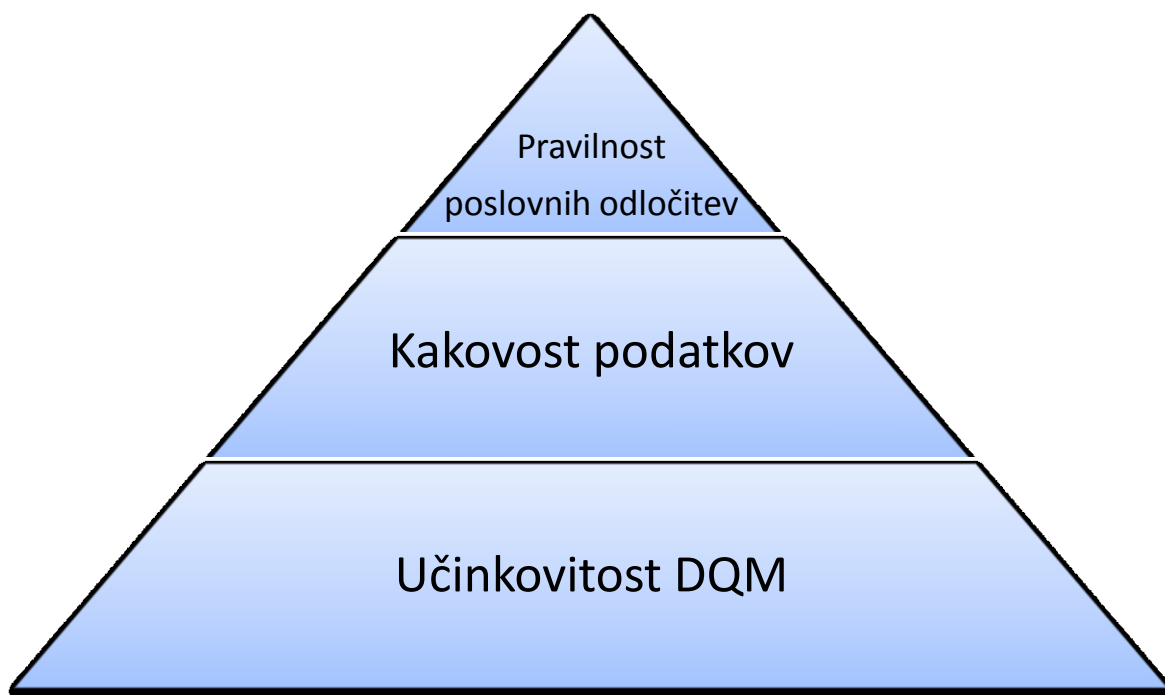 Pravilnost
poslovnih odločitev
Kakovost podatkov
Učinkovitost DQM